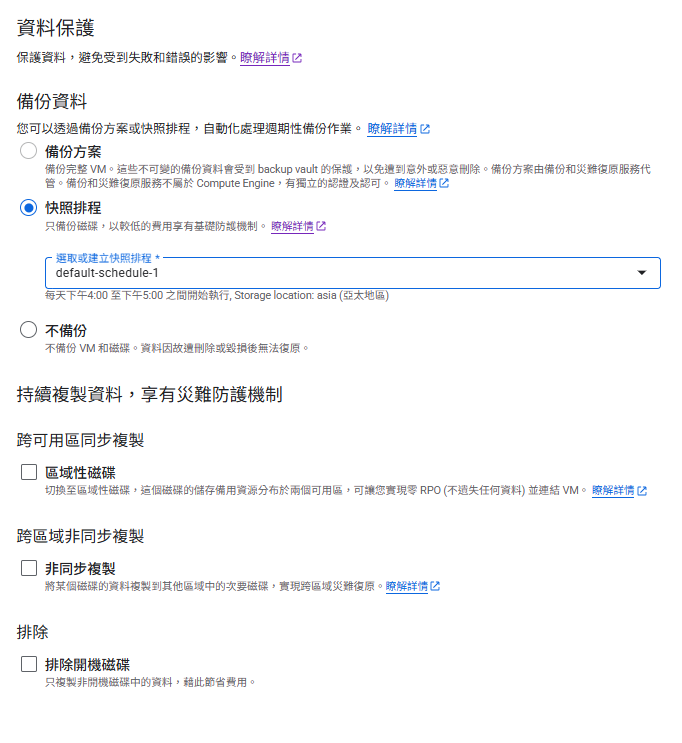 資料保護
保護資料，避免受到失敗和錯誤的影響。瞭解詳情
備份資料
您可以透過備份方案或快照排程，自動化處理週期性備份作業。 瞭解詳情
備份方案
備份完整 VM。這些不可變的備份資料會受到 backup vault 的保護，以免遭到意外或惡意刪除。備份方案由備份和災難復原服務代
管。備份和災難復原服務不屬於 Compute Engine，有獨立的認證及認可。 瞭解詳情
快照排程
只備份磁碟，以較低的費用享有基礎防護機制。 瞭解詳情
選取或建立快照排程 *
default-schedule-1
每天下午4:00 至下午5:00 之間開始執行, Storage location: asia (亞太地區)
不備份
不備份 VM 和磁碟。資料因故遭刪除或毀損後無法復原。
持續複製資料，享有災難防護機制
跨可用區同步複製
區域性磁碟
切換至區域性磁碟，這個磁碟的儲存備用資源分布於兩個可用區，可讓您實現零 RPO (不遺失任何資料) 並連結 VM。 瞭解詳情
跨區域非同步複製
非同步複製
將某個磁碟的資料複製到其他區域中的次要磁碟，實現跨區域災難復原。瞭解詳情
排除
排除開機磁碟
只複製非開機磁碟中的資料，藉此節省費用。